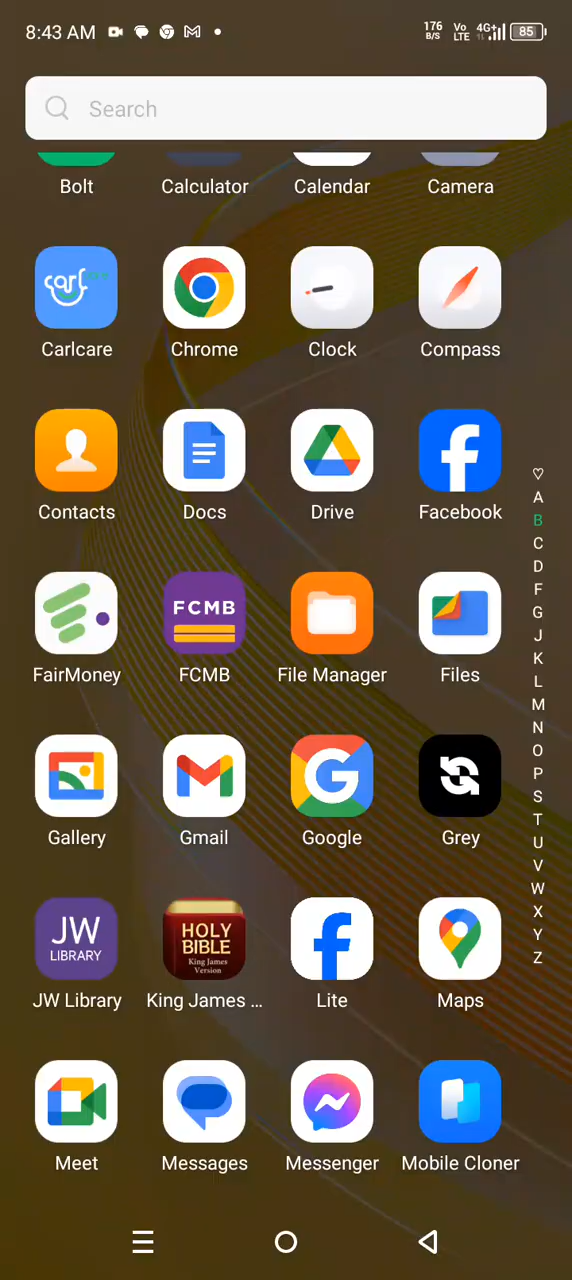 8:43 AM 176 B/S Vo LTE 4G+ 85
Search
Bolt Calculator Calendar Camera
carl
Carlcare Chrome Clock Compass
Contacts Docs Drive Facebook
FCMB
FairMoney FCMB File Manager Files
Gallery Gmail Google Grey
JW LIBRARY
HOLY BIBLE King James Version
JW Library King James ... Lite Maps
Meet Messages Messenger Mobile Cloner
A
B
C
D
F
G
J
K
L
M
N
O
P
S
T
U
V
W
X
Y
Z